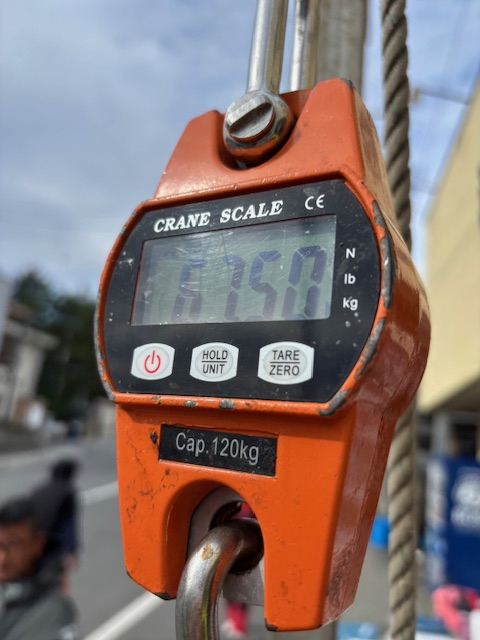 CRANE SCALE CE
67.50
N
lb
kg
HOLD
UNIT
TARE
ZERO
Cap.120kg